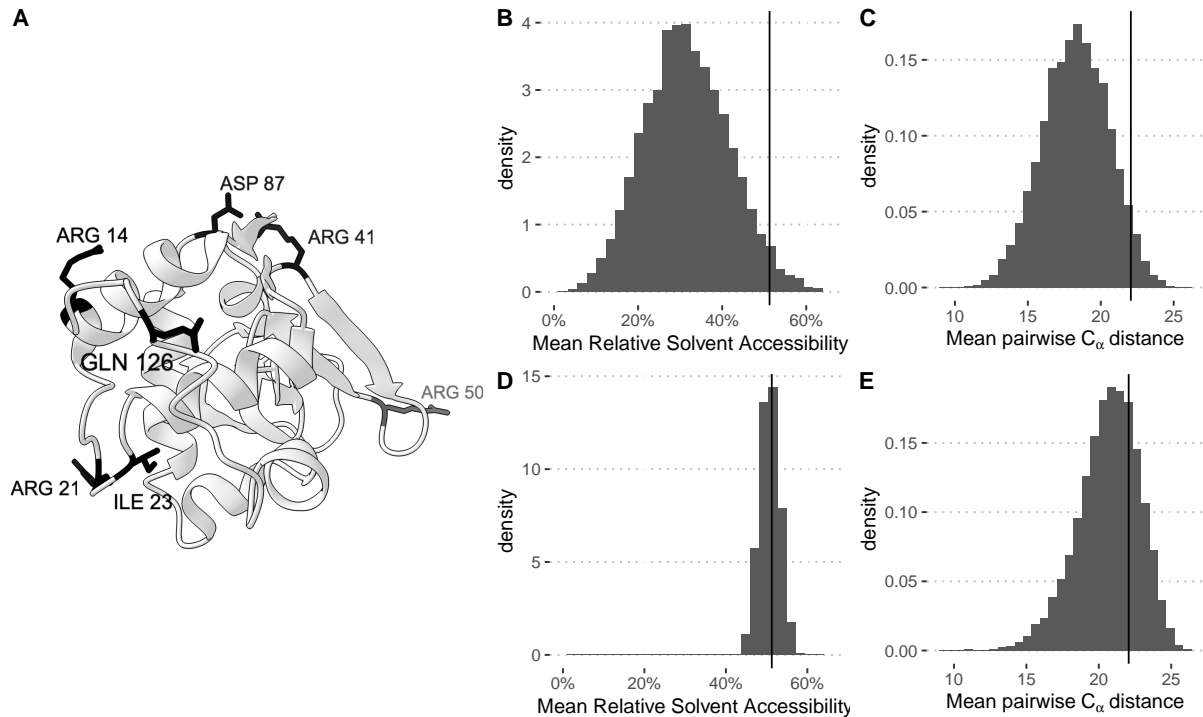 A
ASP 87
ARG 14
ARG 41
GLN 126
ARG 50
ARG 21
ILE 23
B
4
3
2
1
0
density
0%
20%
40%
60%
Mean Relative Solvent Accessibility
C
0.15
0.10
0.05
0.00
density
10
15
20
25
Mean pairwise Cα distance
D
15
10
5
0
density
0%
20%
40%
60%
Mean Relative Solvent Accessibility
E
0.15
0.10
0.05
0.00
density
10
15
20
25
Mean pairwise Cα distance